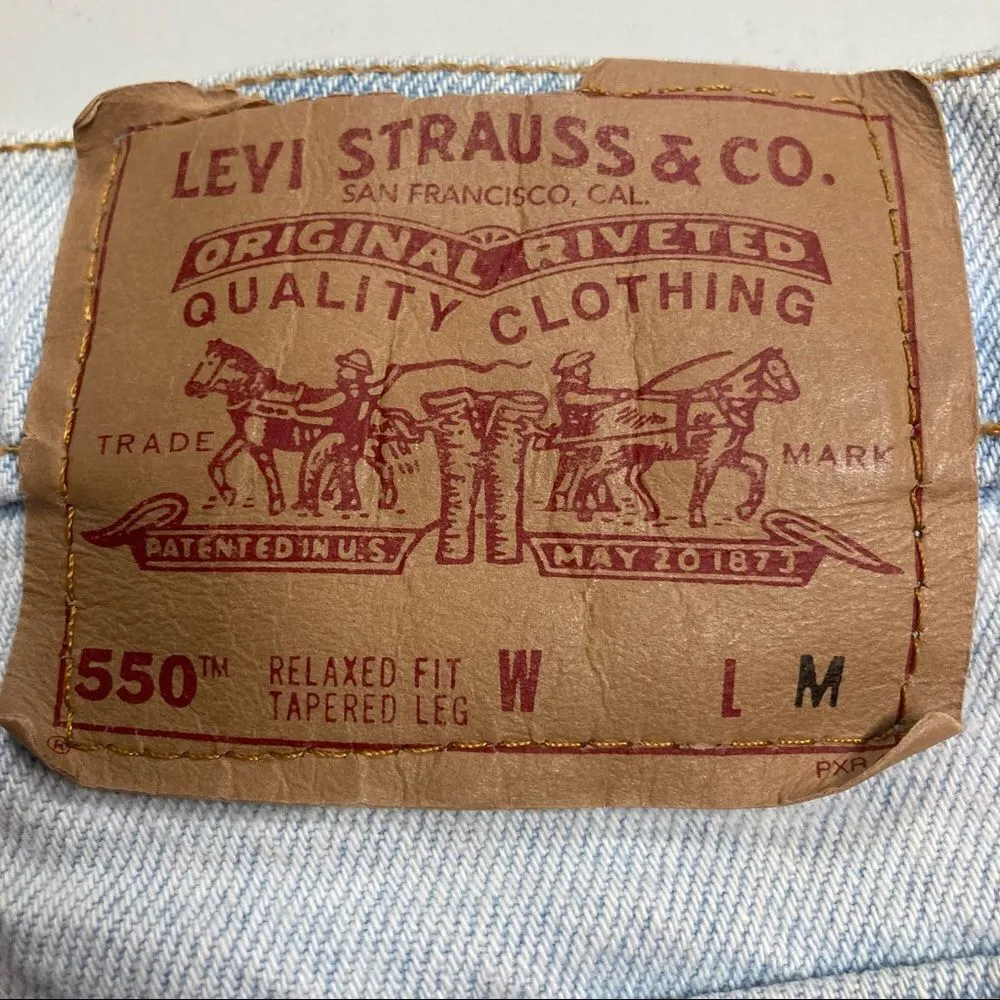 LEVI STRAUSS & CO.
SAN FRANCISCO, CAL.
ORIGINAL RIVETED
QUALITY CLOTHING
TRADE MARK
PATENTED IN U.S. MAY 20 1873
550™ RELAXED FIT W L M
TAPERED LEG
®